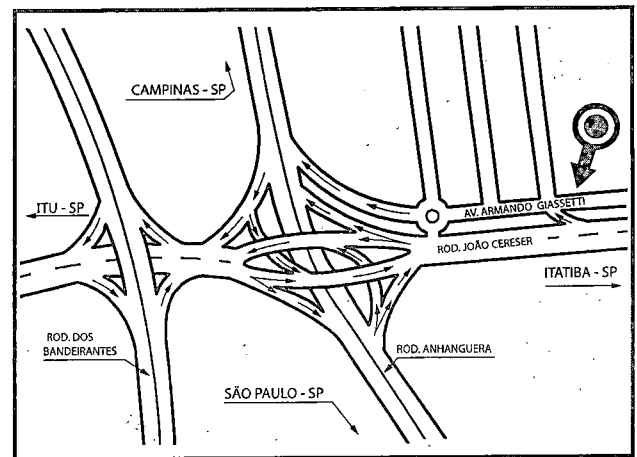 CAMPINAS - SP
ITU - SP
AV. ARMANDO GIASSETTI
ROD. JOÃO CERESER
ITATIBA - SP
ROD. DOS
BANDEIRANTES
ROD. ANHANGUERA
SÃO PAULO - SP